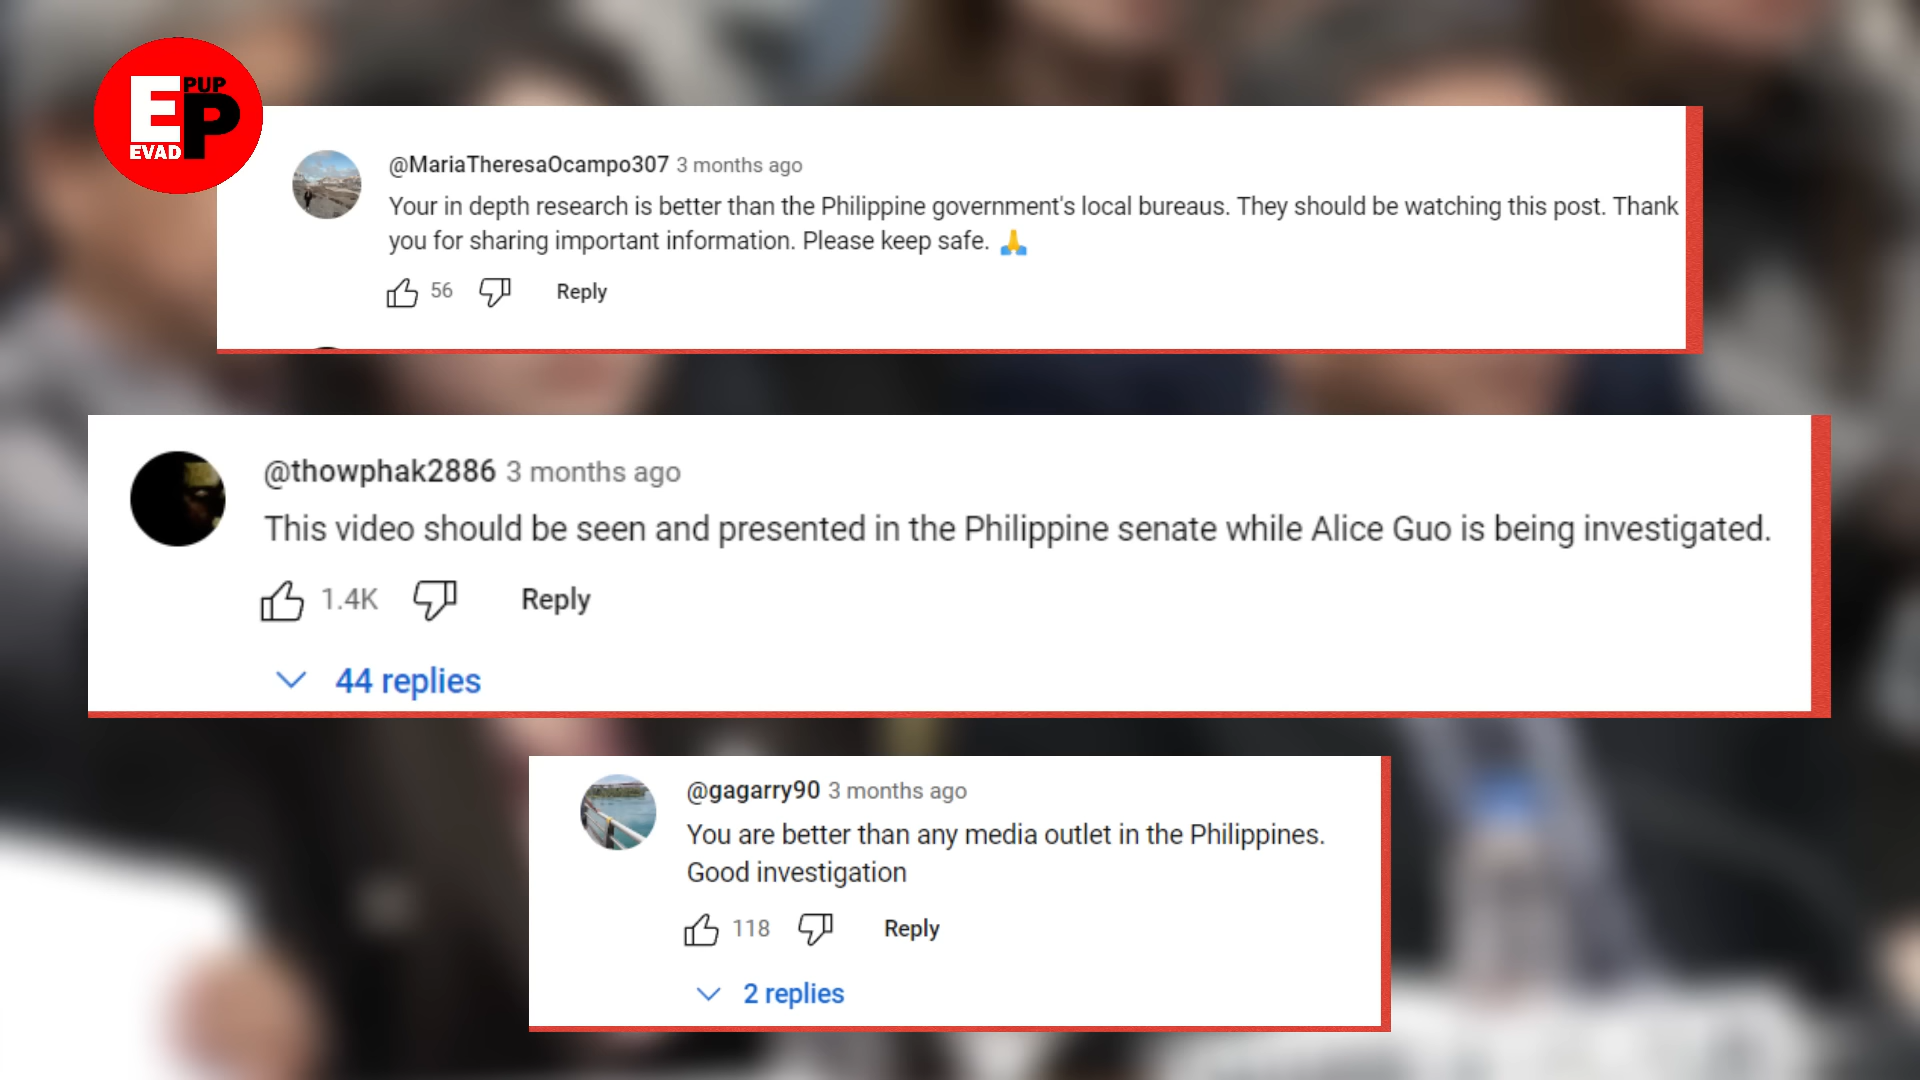 PUP
EP
EVAD
@MariaTheresaOcampo307 3 months ago
Your in depth research is better than the Philippine government's local bureaus. They should be watching this post. Thank
you for sharing important information. Please keep safe. 🙏
56 Reply
@thowphak2886 3 months ago
This video should be seen and presented in the Philippine senate while Alice Guo is being investigated.
1.4K Reply
44 replies
@gagarry90 3 months ago
You are better than any media outlet in the Philippines.
Good investigation
118 Reply
2 replies